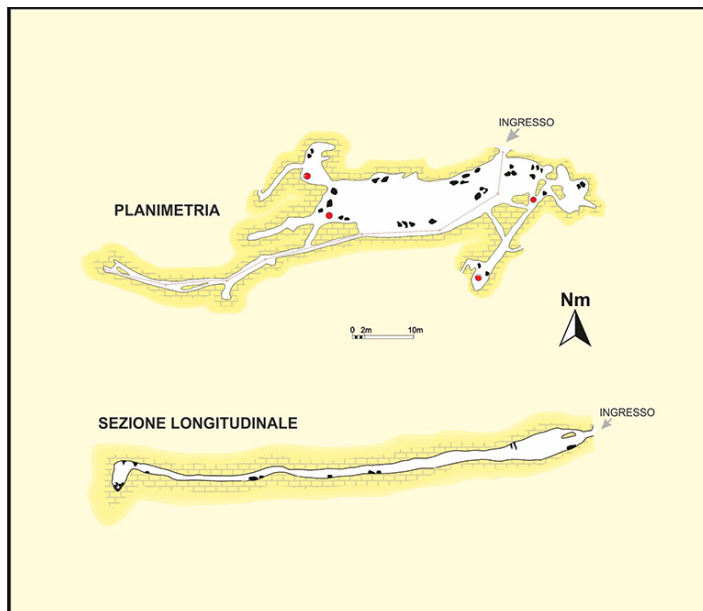 INGRESSO
PLANIMETRIA
Nm
0 2m 10m
SEZIONE LONGITUDINALE
INGRESSO